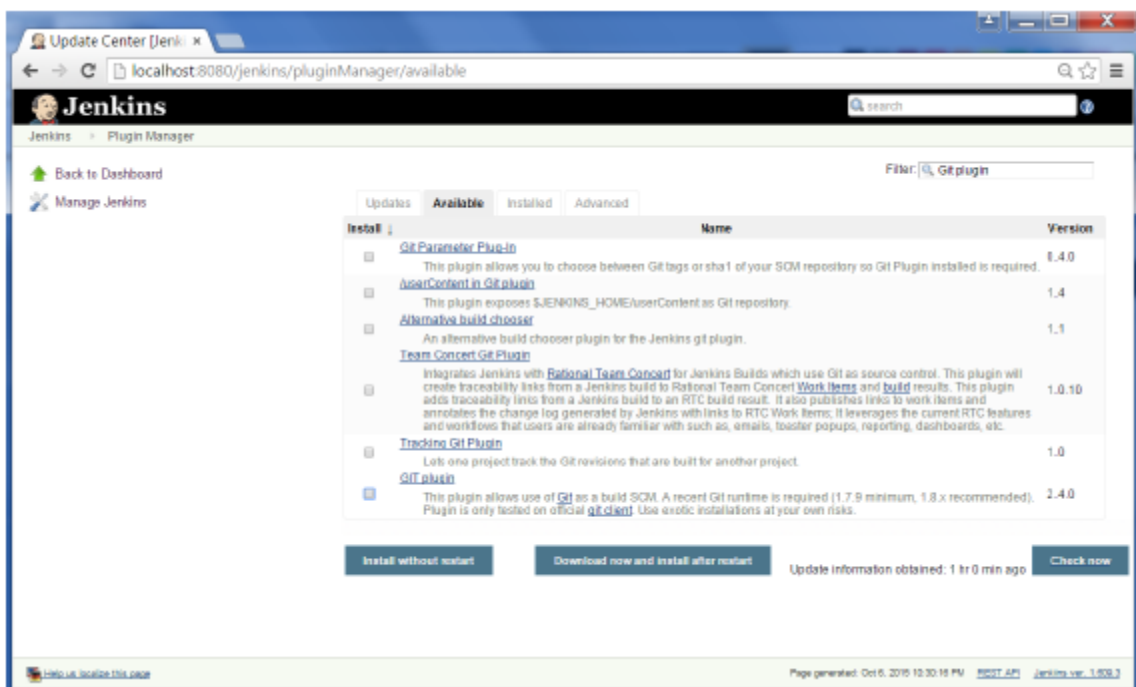 Update Center [Jenki
localhost:8080/jenkins/pluginManager/available
Jenkins
search
Jenkins
Plugin Manager
Back to Dashboard
Filter: Git plugin
Manage Jenkins
Updates Available Installed Advanced
Install ↓ Name Version
Git Parameter Plug-In
This plugin allows you to choose between Git tags or sha1 of your SCM repository so Git Plugin installed is required.
0.4.0
/userContent in Git plugin
This plugin exposes $JENKINS_HOME/userContent as Git repository.
1.4
Alternative build chooser
An alternative build chooser plugin for the Jenkins git plugin.
1.1
Team Concert Git Plugin
Integrates Jenkins with Rational Team Concert for Jenkins Builds which use Git as source control. This plugin will
create traceability links from a Jenkins build to Rational Team Concert Work Items and build results. This plugin
adds traceability links from a Jenkins build to an RTC build result. It also publishes links to work items and
annotates the change log generated by Jenkins with links to RTC Work Items; It leverages the current RTC features
and workflows that users are already familiar with such as, emails, toaster popups, reporting, dashboards, etc.
1.0.10
Tracking Git Plugin
Lets one project track the Git revisions that are built for another project.
1.0
GIT plugin
This plugin allows use of Git as a build SCM. A recent Git runtime is required (1.7.9 minimum, 1.8.x recommended).
Plugin is only tested on official git client. Use exotic installations at your own risks.
2.4.0
Install without restart
Download now and install after restart
Update information obtained: 1 hr 0 min ago
Check now
Help us localize this page
Page generated: Oct 6, 2015 10:30:16 PM REST API Jenkins ver. 1.609.3